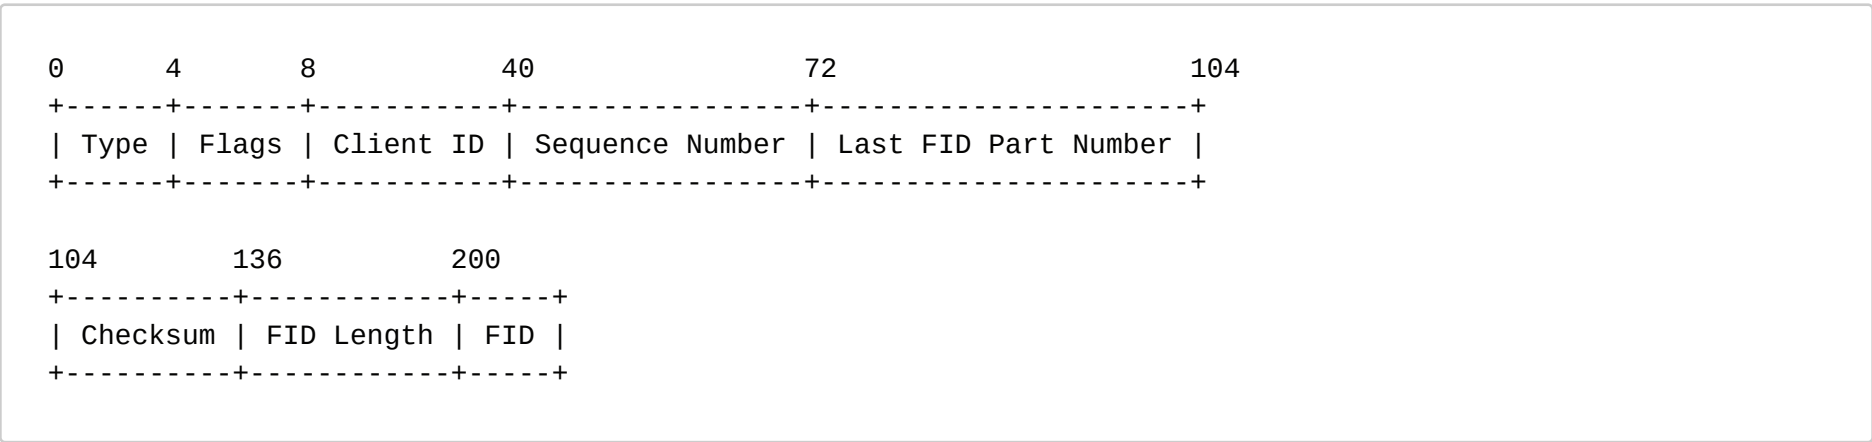 0      4       8           40                72                     104
+------+-------+-----------+-----------------+----------------------+
| Type | Flags | Client ID | Sequence Number | Last FID Part Number |
+------+-------+-----------+-----------------+----------------------+
104        136          200
+----------+------------+-----+
| Checksum | FID Length | FID |
+----------+------------+-----+